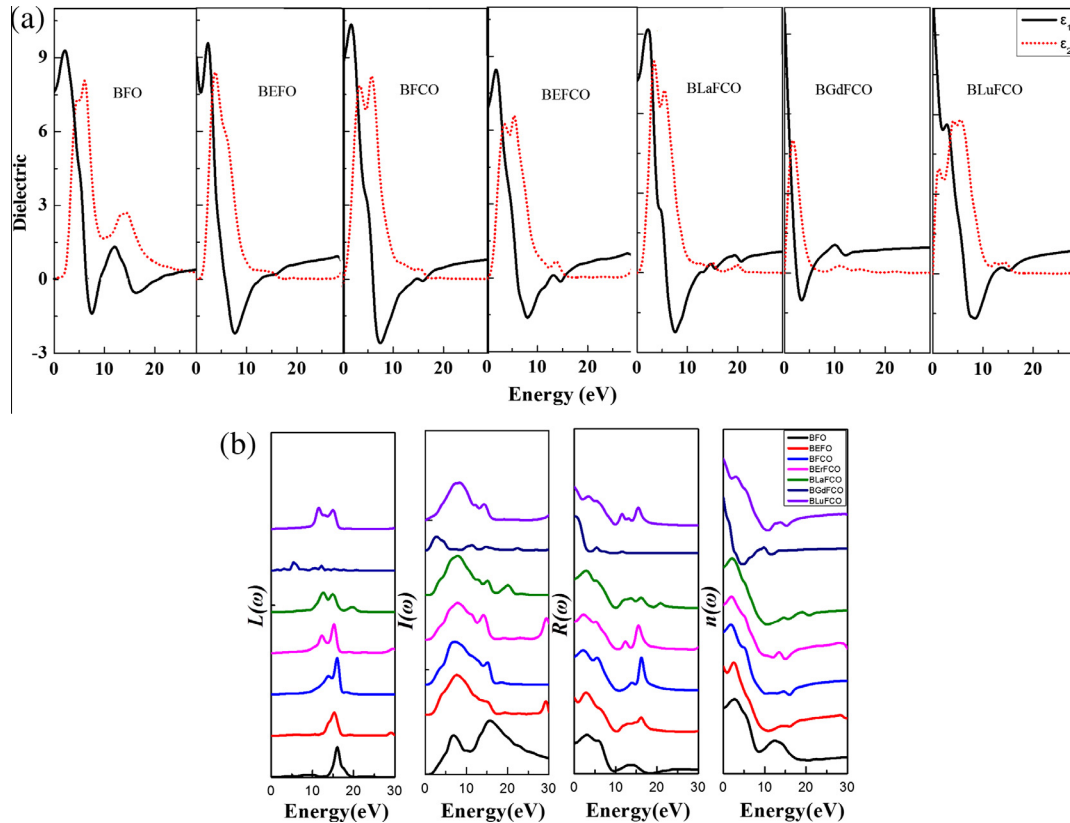 (a)
ε1
ε2
BFO
BEFO
BFCO
BEFCO
BLaFCO
BGdFCO
BLuFCO
Dielectric
9
6
3
0
-3
0 10 20 0 10 20 0 10 20 0 10 20 0 10 20 0 10 20 0 10 20
Energy (eV)
(b)
BFO
BEFO
BFCO
BErFCO
BLaFCO
BGdFCO
BLuFCO
L(ω)
I(ω)
R(ω)
n(ω)
0 10 20 30 0 10 20 30 0 10 20 30 0 10 20 30
Energy(eV) Energy(eV) Energy(eV) Energy(eV)